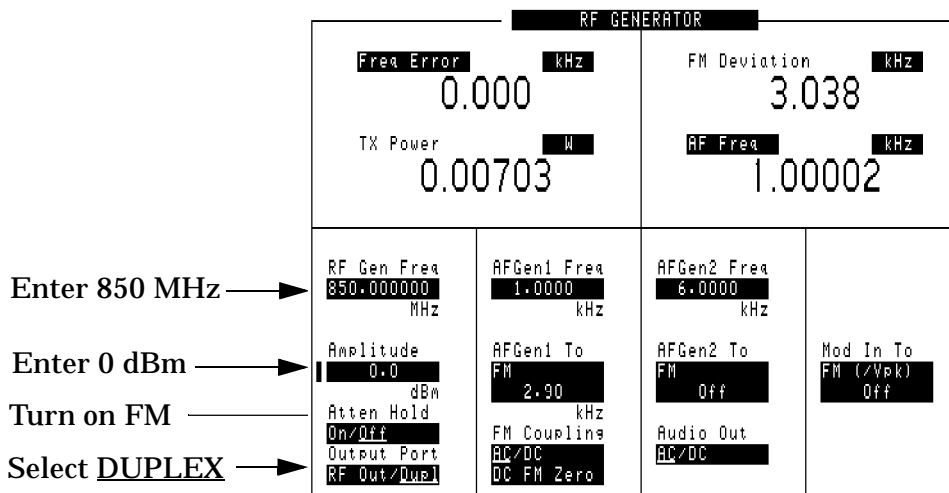 RF GENERATOR
Freq Error kHz
0.000
FM Deviation kHz
3.038
TX Power W
0.00703
AF Freq kHz
1.00002
Enter 850 MHz
Enter 0 dBm
Turn on FM
Select DUPLEX
RF Gen Freq
850.000000
MHz
Amplitude
0.0
dBm
Atten Hold
On/Off
Output Port
RF Out/Dupl
AFGen1 Freq
1.0000
kHz
AFGen1 To
FM
2.90
kHz
FM Coupling
AC/DC
DC FM Zero
AFGen2 Freq
6.0000
kHz
AFGen2 To
FM
Off
Audio Out
AC/DC
Mod In To
FM (/Vpk)
Off